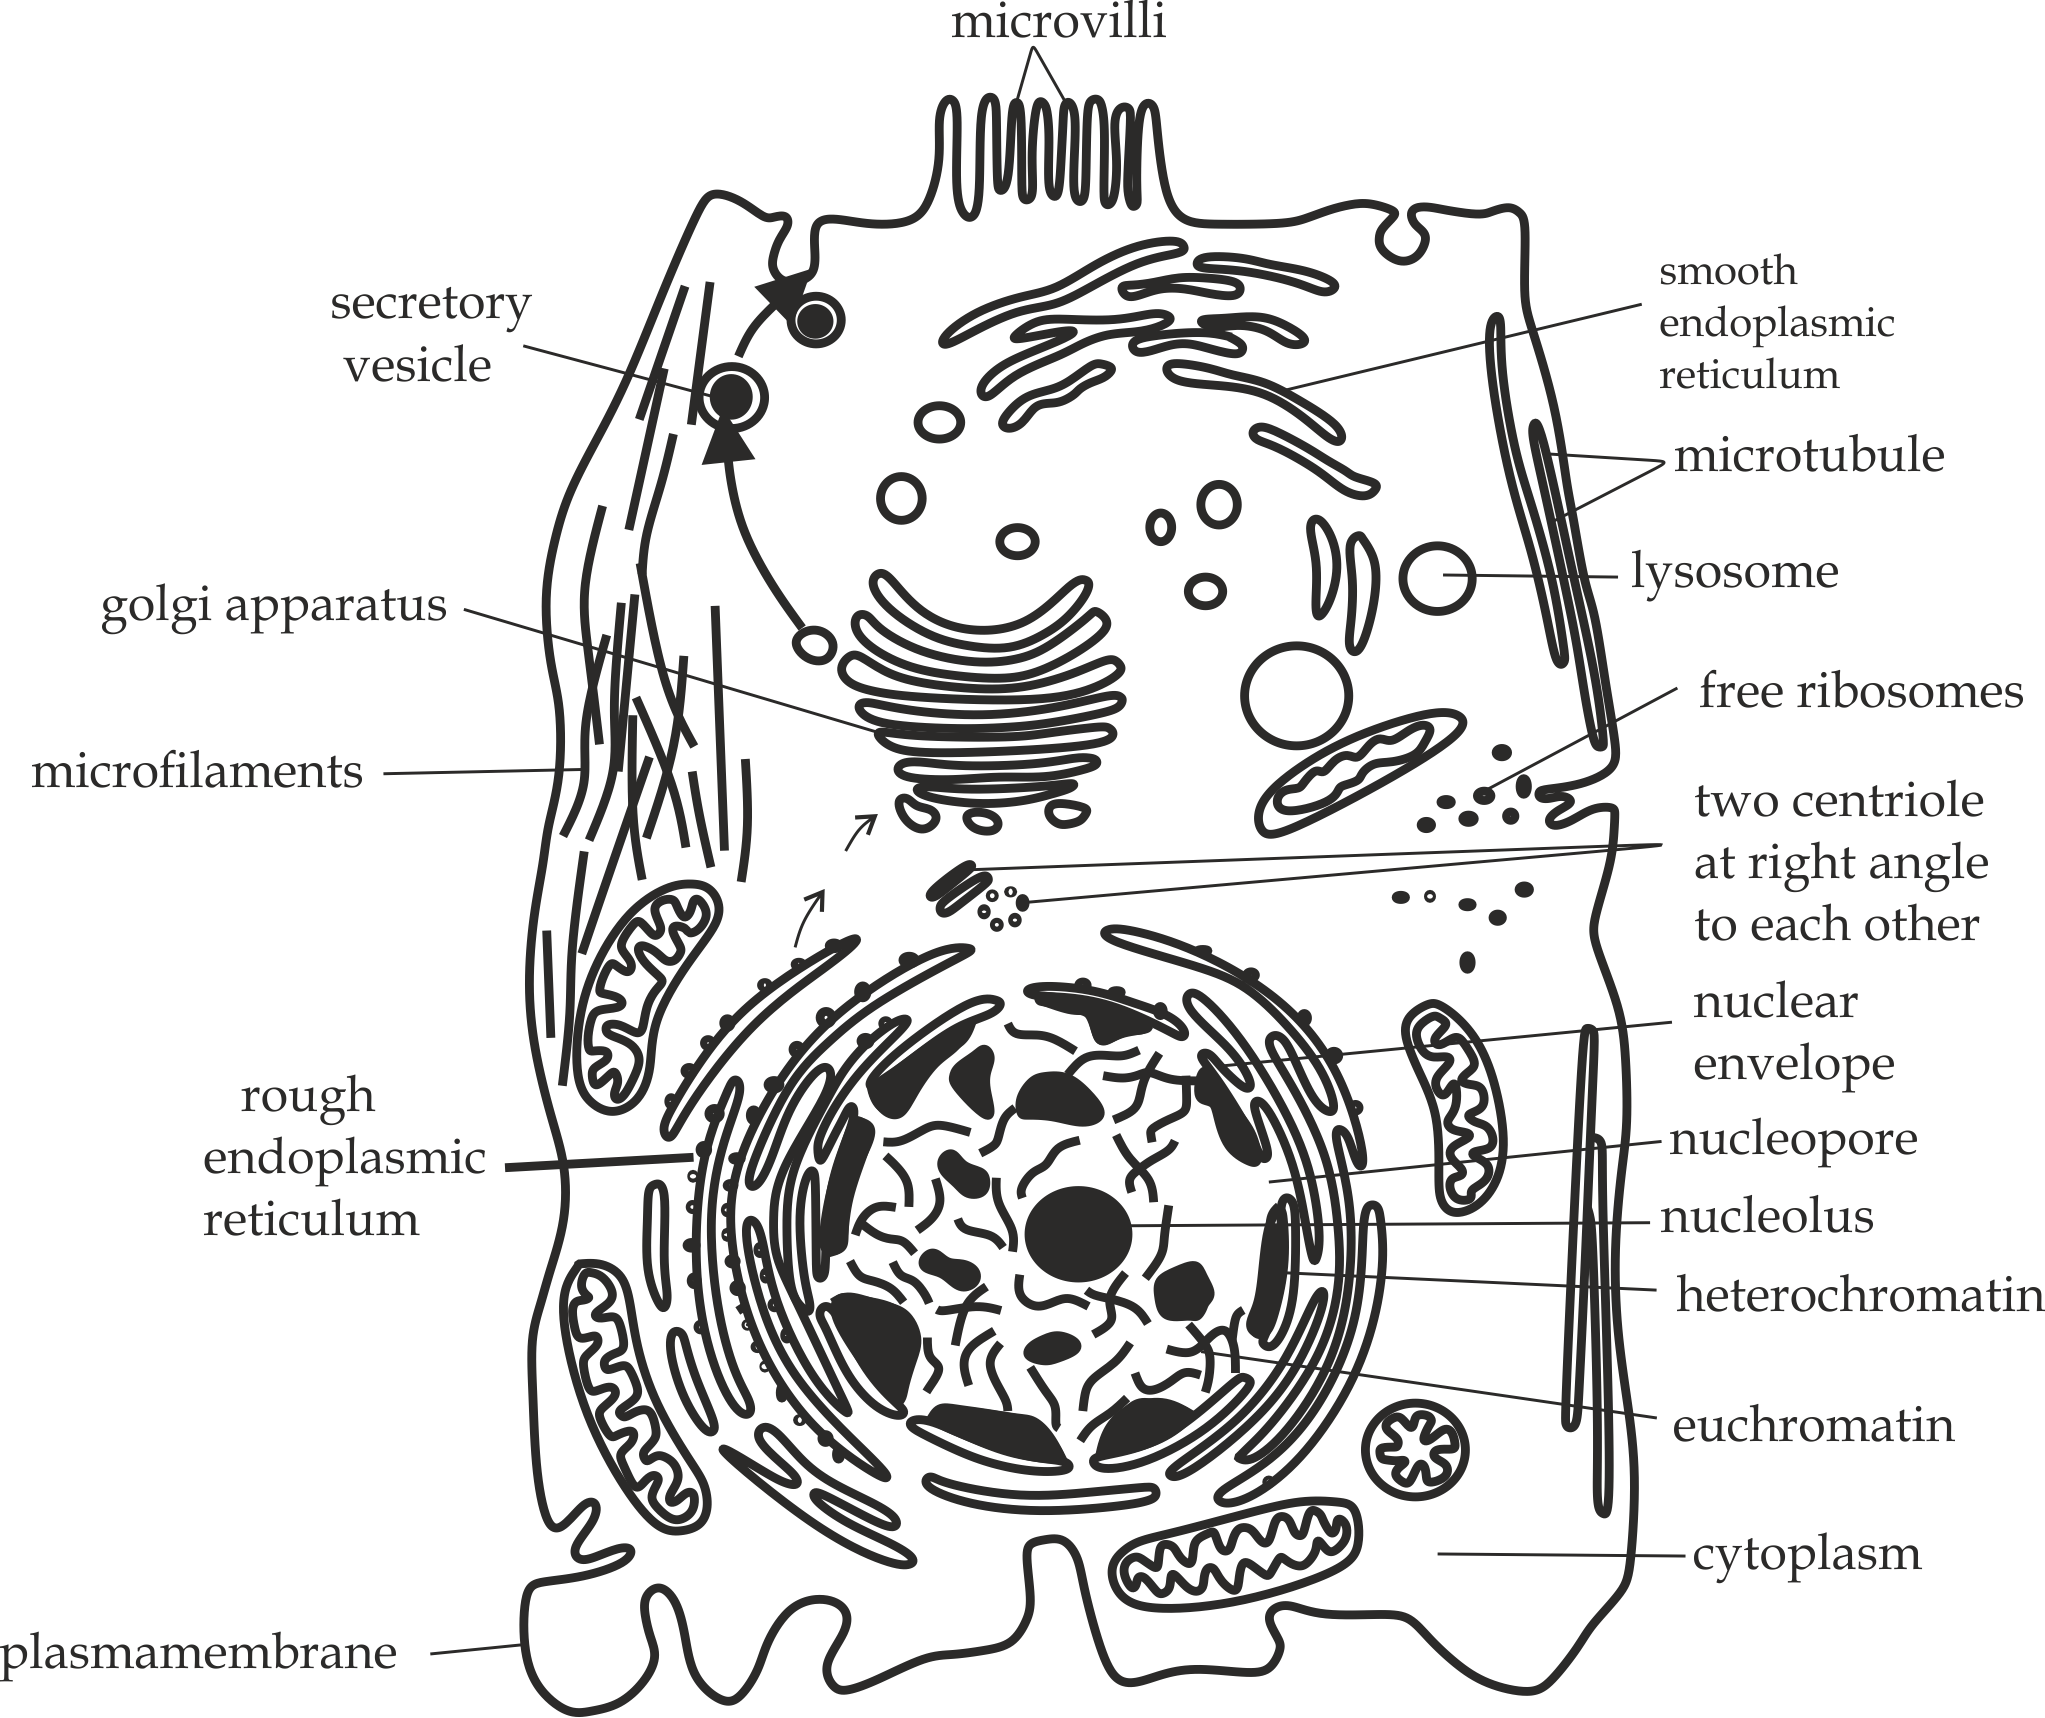 microvilli
secretory
vesicle
golgi apparatus
microfilaments
rough
endoplasmic
reticulum
plasmamembrane
smooth
endoplasmic
reticulum
microtubule
lysosome
free ribosomes
two centriole
at right angle
to each other
nuclear
envelope
nucleopore
nucleolus
heterochromatin
euchromatin
cytoplasm